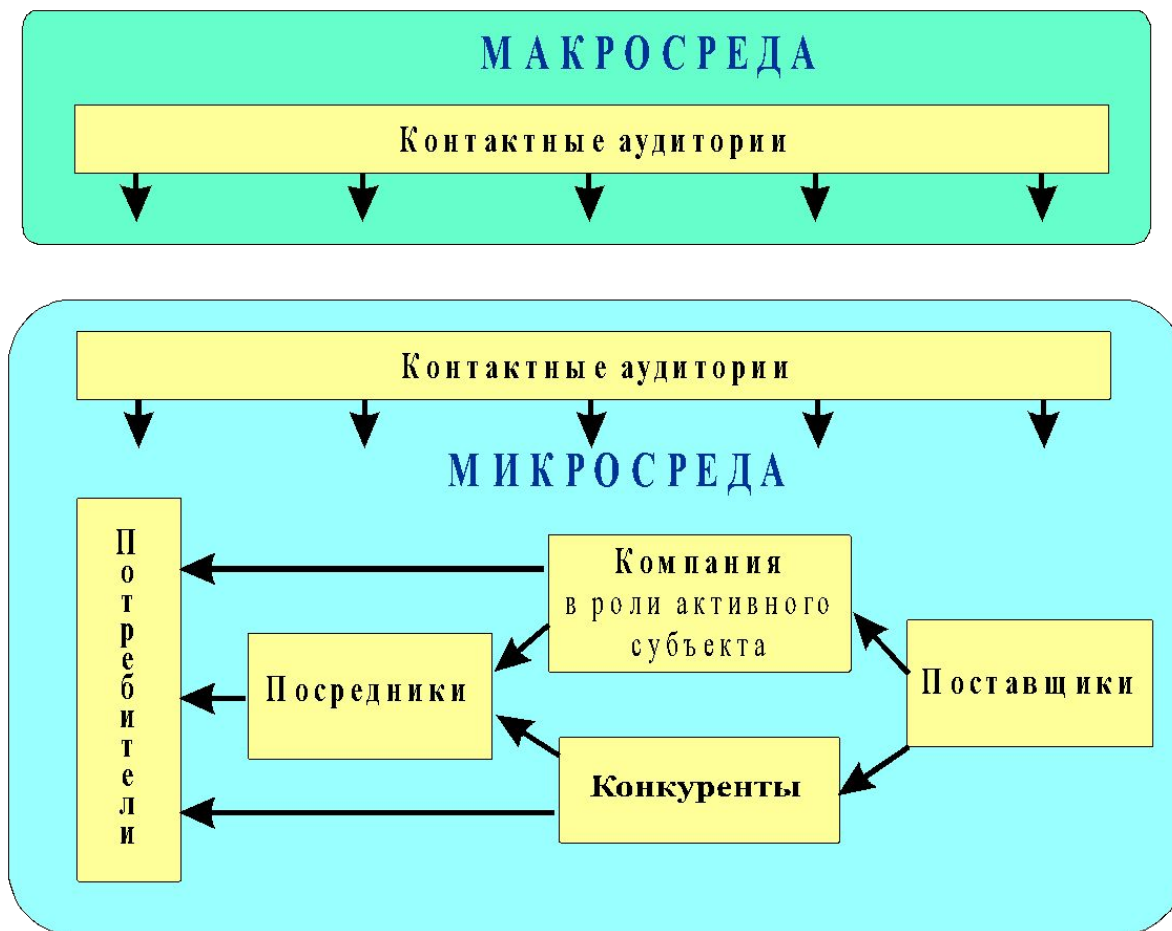 МАКРОСРЕДА
Контактные аудитории
Контактные аудитории
МИКРОСРЕДА
Потребители
Компания
в роли активного
субъекта
Посредники
Поставщики
Конкуренты